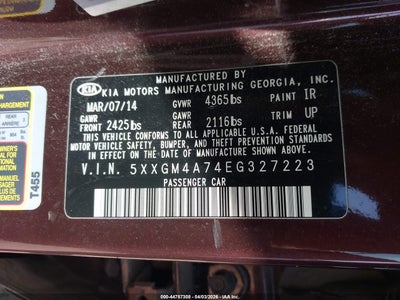 MANUFACTURED BY
KIA KIA MOTORS MANUFACTURING GEORGIA, INC.
MAR/07/14 GVWR 4365lbs PAINT IR
GAWR GAWR TRIM UP
FRONT 2425lbs REAR 2116lbs
THIS VEHICLE CONFORMS TO ALL APPLICABLE U.S.A. FEDERAL
MOTOR VEHICLE SAFETY, BUMPER, AND THEFT PREVENTION
STANDARDS IN EFFECT ON THE DATE OF MANUFACTURE
SHOWN ABOVE.
V.I.N. 5XXGM4A74EG327223
PASSENGER CAR
T455
000-44757308 - 04/03/2026 - IAA